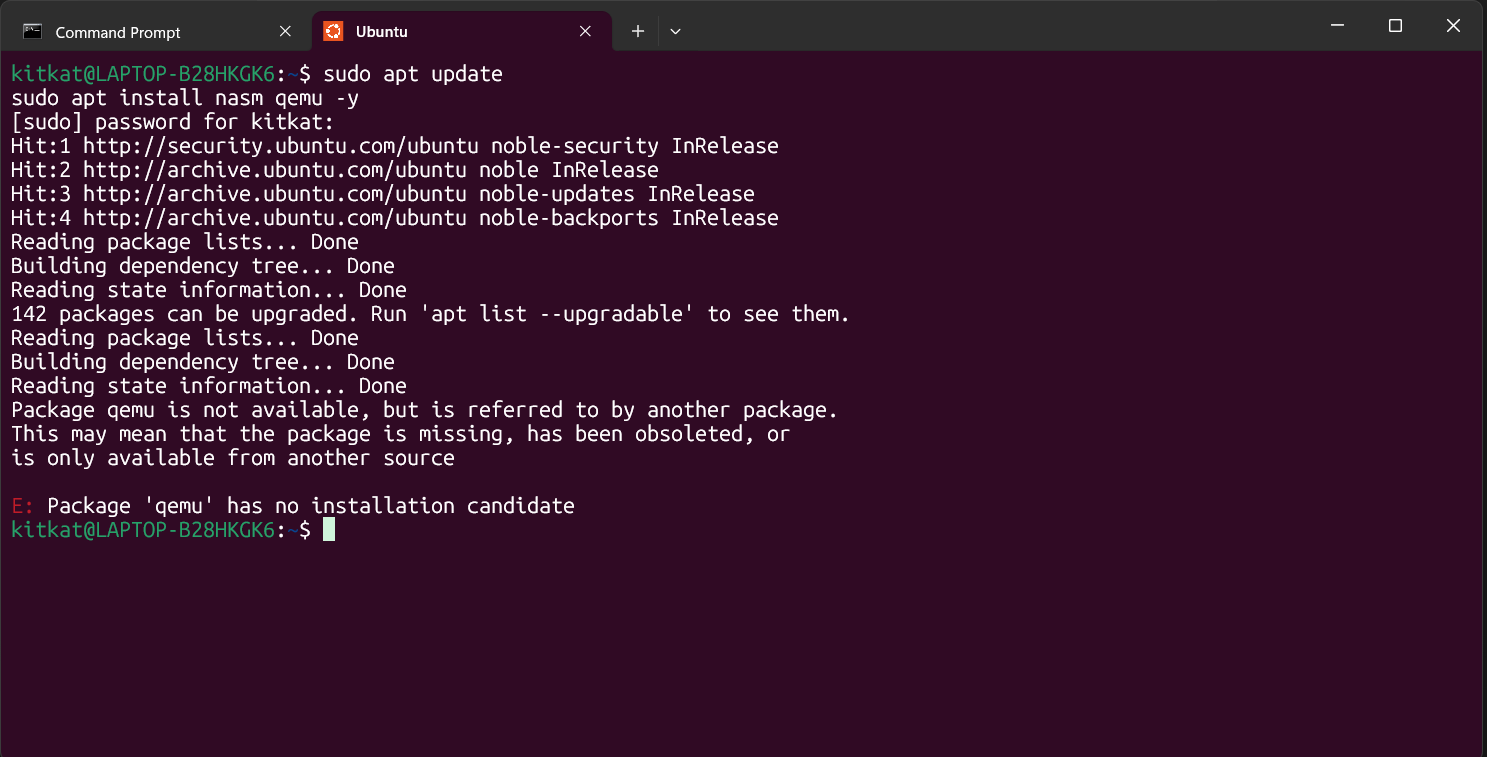 Command Prompt
Ubuntu
kitkat@LAPTOP-B28HKGK6:~$ sudo apt update
sudo apt install nasm qemu -y
[sudo] password for kitkat:
Hit:1 http://security.ubuntu.com/ubuntu noble-security InRelease
Hit:2 http://archive.ubuntu.com/ubuntu noble InRelease
Hit:3 http://archive.ubuntu.com/ubuntu noble-updates InRelease
Hit:4 http://archive.ubuntu.com/ubuntu noble-backports InRelease
Reading package lists... Done
Building dependency tree... Done
Reading state information... Done
142 packages can be upgraded. Run 'apt list --upgradable' to see them.
Reading package lists... Done
Building dependency tree... Done
Reading state information... Done
Package qemu is not available, but is referred to by another package.
This may mean that the package is missing, has been obsoleted, or
is only available from another source
E: Package 'qemu' has no installation candidate
kitkat@LAPTOP-B28HKGK6:~$